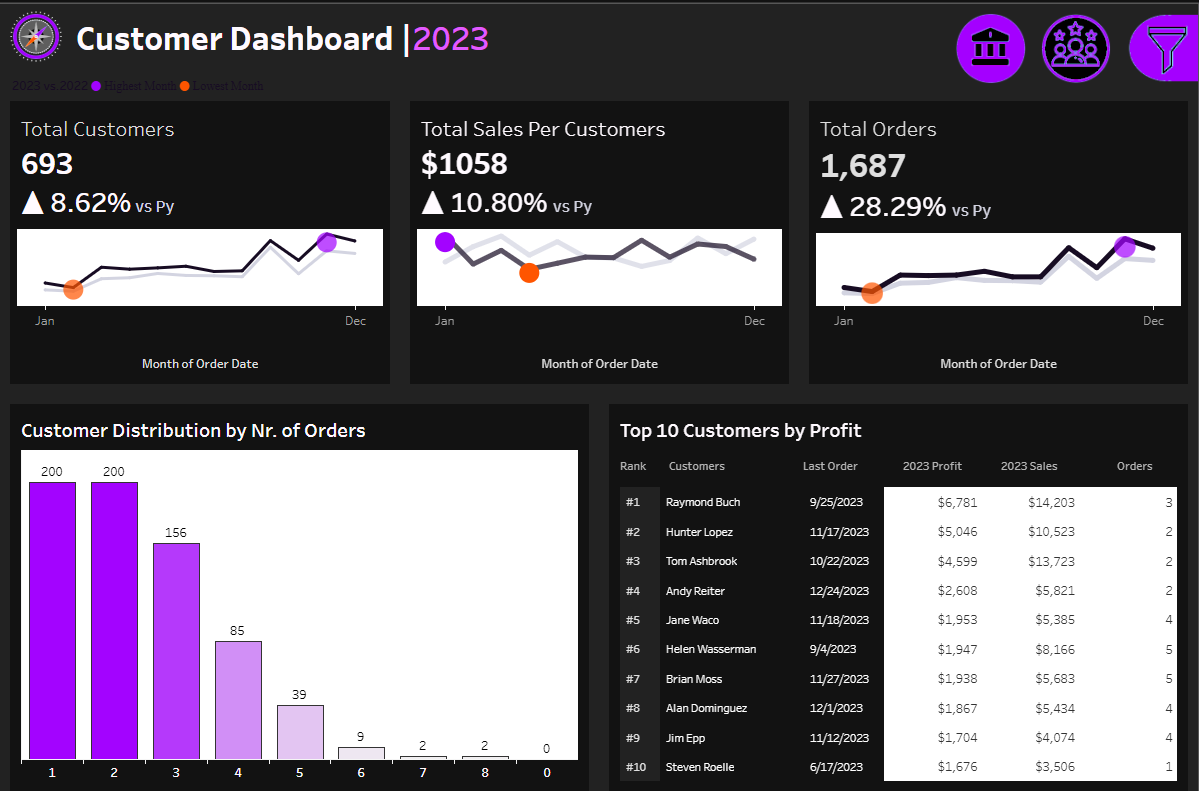 Customer Dashboard |2023
2023 vs.2022 Highest Month Lowest Month
Total Customers
693
▲ 8.62% vs Py
Jan Dec
Month of Order Date
Total Sales Per Customers
$1058
▲ 10.80% vs Py
Jan Dec
Month of Order Date
Total Orders
1,687
▲ 28.29% vs Py
Jan Dec
Month of Order Date
Customer Distribution by Nr. of Orders
200 200 156 85 39 9 2 2 0
1 2 3 4 5 6 7 8 0
Top 10 Customers by Profit
Rank Customers Last Order 2023 Profit 2023 Sales Orders
#1 Raymond Buch 9/25/2023 $6,781 $14,203 3
#2 Hunter Lopez 11/17/2023 $5,046 $10,523 2
#3 Tom Ashbrook 10/22/2023 $4,599 $13,723 2
#4 Andy Reiter 12/24/2023 $2,608 $5,821 2
#5 Jane Waco 11/18/2023 $1,953 $5,385 4
#6 Helen Wasserman 9/4/2023 $1,947 $8,166 5
#7 Brian Moss 11/27/2023 $1,938 $5,683 5
#8 Alan Dominguez 12/1/2023 $1,867 $5,434 4
#9 Jim Epp 11/12/2023 $1,704 $4,074 4
#10 Steven Roelle 6/17/2023 $1,676 $3,506 1